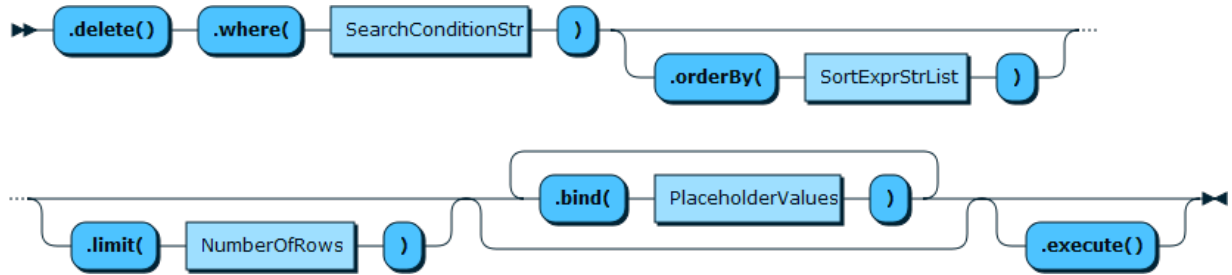 .delete() .where( SearchConditionStr )
.orderBy( SortExprStrList )
.bind( PlaceholderValues )
.limit( NumberOfRows ) .execute()